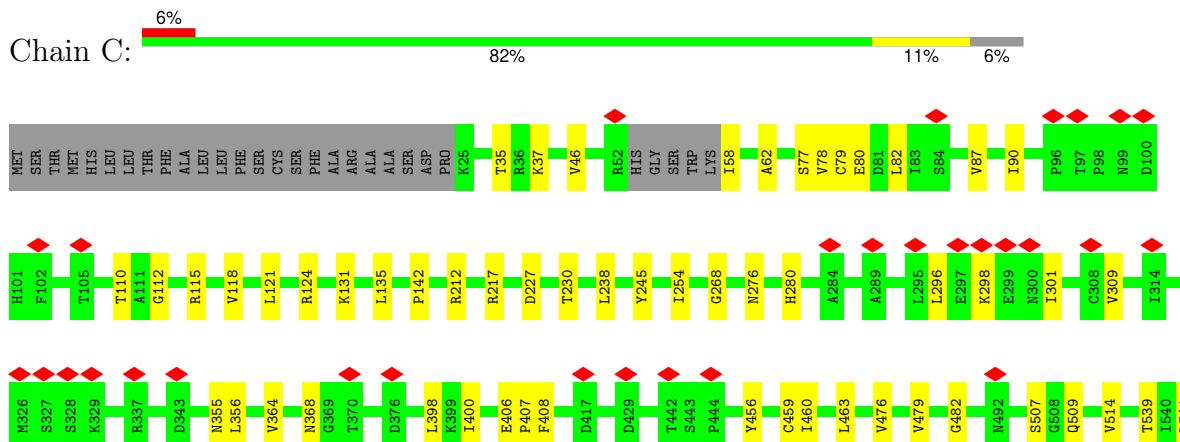 6%
Chain C:
82% 11% 6%
MET SER THR MET HIS LEU LEU THR PHE ALA LEU LEU PHE SER CYS SER PHE ALA ARG ALA ALA SER ASP PRO K25 T35 R36 K37 V46 R52 HIS GLY SER TRP LYS I58 A62 S77 V78 C79 E80 D81 L82 I83 S84 V87 I90 P96 T97 P98 N99 D100
H101 F102 T105 T110 A111 G112 R115 V118 L121 R124 K131 L135 P142 R212 R217 D227 T230 L238 Y245 I254 G268 N276 H280 A284 A289 L295 L296 E297 K298 E299 N300 I301 C308 V309 I314
M326 S327 S328 K329 R337 D343 N355 L356 V364 N368 G369 T370 D376 L398 K399 I400 E406 P407 F408 D417 D429 T442 S443 P444 Y456 C459 I460 L463 V476 V479 G482 N492 S507 G508 Q509 V514 T539 I540